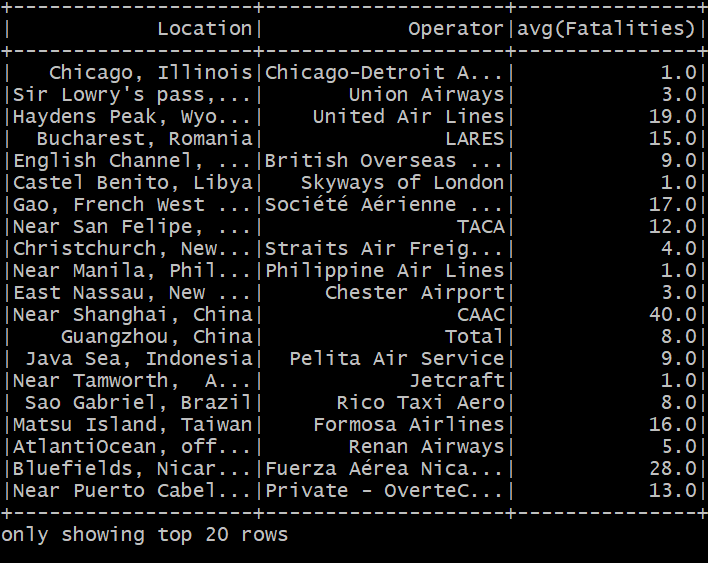 +--------------------+--------------------+---------------+
|            Location|            Operator|avg(Fatalities)|
+--------------------+--------------------+---------------+
|   Chicago, Illinois|Chicago-Detroit A...|            1.0|
|Sir Lowry's pass,...|       Union Airways|            3.0|
|Haydens Peak, Wyo...|    United Air Lines|           19.0|
|  Bucharest, Romania|               LARES|           15.0|
|English Channel, ...|British Overseas ...|            9.0|
|Castel Benito, Libya|   Skyways of London|            1.0|
|Gao, French West ...|Société Aérienne ...|           17.0|
|Near San Felipe, ...|                TACA|           12.0|
|Christchurch, New...|Straits Air Freig...|            4.0|
|Near Manila, Phil...|Philippine Air Lines|            1.0|
|East Nassau, New ...|     Chester Airport|            3.0|
|Near Shanghai, China|                CAAC|           40.0|
|    Guangzhou, China|               Total|            8.0|
| Java Sea, Indonesia|  Pelita Air Service|            9.0|
|Near Tamworth,  A...|            Jetcraft|            1.0|
| Sao Gabriel, Brazil|      Rico Taxi Aero|            8.0|
|Matsu Island, Taiwan|    Formosa Airlines|           16.0|
|AtlantiOcean, off...|       Renan Airways|            5.0|
|Bluefields, Nicar...|Fuerza Aérea Nica...|           28.0|
|Near Puerto Cabel...|Private - OverteC...|           13.0|
+--------------------+--------------------+---------------+
only showing top 20 rows